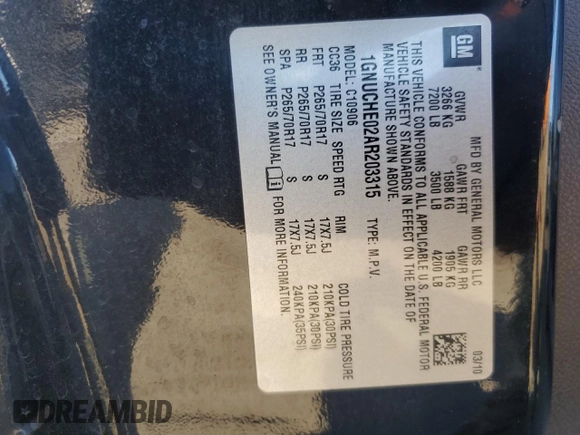 GM
MFD BY GENERAL MOTORS LLC 03/10
GVWR GAWR FRT GAWR RR
3266 KG 1588 KG 1905 KG
7200 LB 3500 LB 4200 LB
THIS VEHICLE CONFORMS TO ALL APPLICABLE U.S. FEDERAL MOTOR
VEHICLE SAFETY STANDARDS IN EFFECT ON THE DATE OF
MANUFACTURE SHOWN ABOVE.
1GNUCHE02AR203315 TYPE: M.P.V.
MODEL: C10906
CC36 TIRE SIZE SPEED RTG RIM COLD TIRE PRESSURE
FRT P265/70R17 S 17X7.5J 210KPA(30PSI)
RR P265/70R17 S 17X7.5J 210KPA(30PSI)
SPA P265/70R17 S 17X7.5J 240KPA(35PSI)
SEE OWNER'S MANUAL i FOR MORE INFORMATION.
DREAMBID